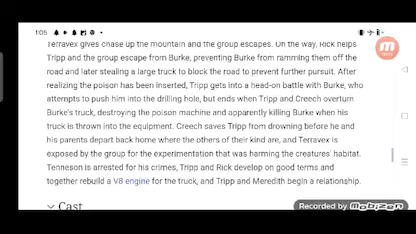 1:05
Terravex gives chase up the mountain and the group escapes. On the way, Rick helps
Tripp and the group escape from Burke, preventing Burke from ramming them off the
road and later stealing a large truck to block the road to prevent further pursuit. After
realizing the poison has been inserted, Tripp gets into a head-on battle with Burke, who
attempts to push him into the drilling hole, but ends when Tripp and Creech overturn
Burke's truck, destroying the poison machine and apparently killing Burke when his
truck is thrown into the equipment. Creech saves Tripp from drowning before he and
his parents depart back home where the others of their kind are, and Terravex is
exposed by the group for the experimentation that was harming the creatures' habitat.
Tenneson is arrested for his crimes, Tripp and Rick develop on good terms and
together rebuild a V8 engine for the truck, and Tripp and Meredith begin a relationship.
Cast
Recorded by Mobizen